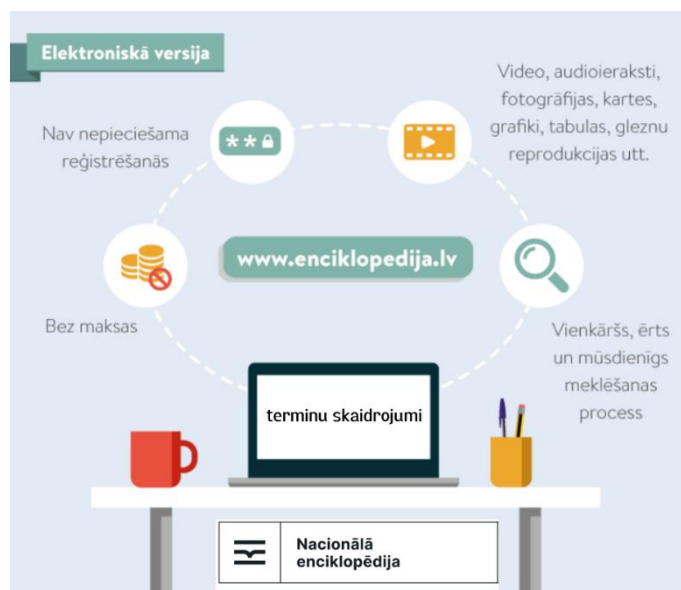 Elektroniskā versija
Video, audioieraksti,
fotogrāfijas, kartes,
grafiki, tabulas, gleznu
reprodukcijas utt.
Nav nepieciešama
reģistrēšanās
**
www.enciklopedija.lv
Bez maksas
Vienkāršs, ērts
un mūsdienīgs
meklēšanas
process
terminu skaidrojumi
Nacionālā
enciklopēdija